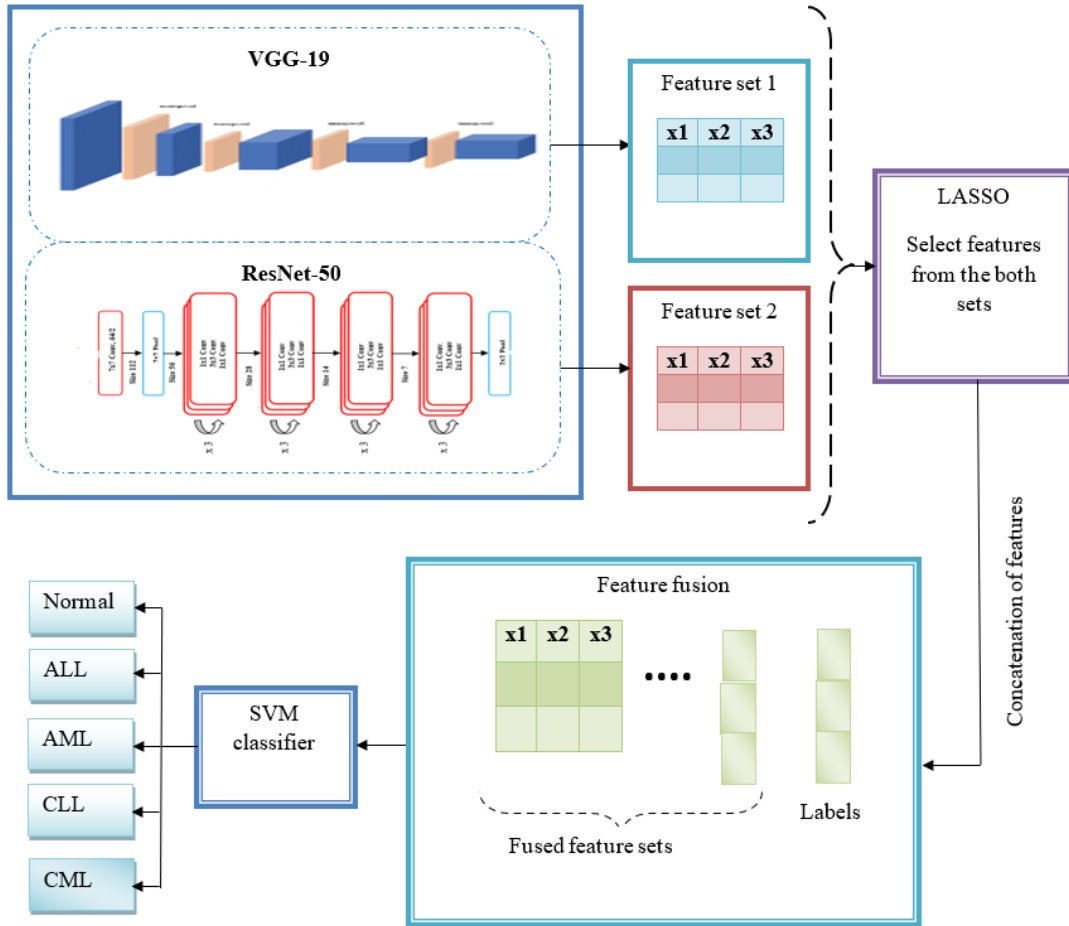 VGG-19
ResNet-50
7x7 Conv, 64/2
Size 112
Size 56
1x1 Conv
3x3 Conv
1x1 Conv
x 3
Size 28
1x1 Conv
3x3 Conv
1x1 Conv
x 3
Size 14
1x1 Conv
3x3 Conv
1x1 Conv
x 3
Size 7
1x1 Conv
3x3 Conv
1x1 Conv
x 3
Feature set 1
x1 x2 x3
Feature set 2
x1 x2 x3
LASSO
Select features
from the both
sets
Concatenation of features
Feature fusion
x1 x2 x3
Fused feature sets
Labels
SVM
classifier
Normal
ALL
AML
CLL
CML